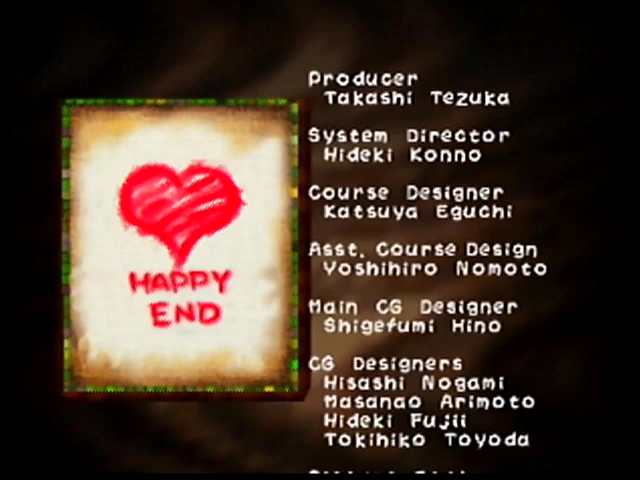 HAPPY
END
Producer
Takashi Tezuka
System Director
Hideki Konno
Course Designer
Katsuya Eguchi
Asst. Course Design
Yoshihiro Nomoto
Main CG Designer
Shigefumi Hino
CG Designers
Hisashi Nogami
Masanao Arimoto
Hideki Fujii
Tokihiko Toyoda